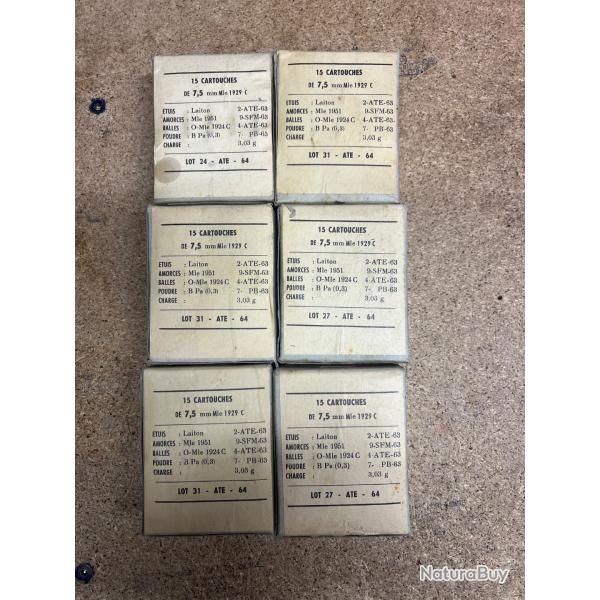 15 CARTOUCHES
DE 7,5 mm Mle 1929 C
ETUIS : Laiton 2-ATE-63
AMORCES : Mle 1951 9-SFM-63
BALLES : O-Mle 1924 C 4-ATE-63
POUDRE : B Pa (0,3) 7- PB-63
CHARGE : 3,03 g
LOT 24 - ATE - 64
15 CARTOUCHES
DE 7,5 mm Mle 1929 C
ETUIS : Laiton 2-ATE-63
AMORCES : Mle 1951 9-SFM-63
BALLES : O-Mle 1924 C 4-ATE-63
POUDRE : B Pa (0,3) 7- PB-63
CHARGE : 3,03 g
LOT 31 - ATE - 64
15 CARTOUCHES
DE 7,5 mm Mle 1929 C
ETUIS : Laiton 2-ATE-63
AMORCES : Mle 1951 9-SFM-63
BALLES : O-Mle 1924 C 4-ATE-63
POUDRE : B Pa (0,3) 7- PB-63
CHARGE : 3,03 g
LOT 31 - ATE - 64
15 CARTOUCHES
DE 7,5 mm Mle 1929 C
ETUIS : Laiton 2-ATE-63
AMORCES : Mle 1951 9-SFM-63
BALLES : O-Mle 1924 C 4-ATE-63
POUDRE : B Pa (0,3) 7- PB-63
CHARGE : 3,03 g
LOT 27 - ATE - 64
15 CARTOUCHES
DE 7,5 mm Mle 1929 C
ETUIS : Laiton 2-ATE-63
AMORCES : Mle 1951 9-SFM-63
BALLES : O-Mle 1924 C 4-ATE-63
POUDRE : B Pa (0,3) 7- PB-63
CHARGE : 3,03 g
LOT 31 - ATE - 64
15 CARTOUCHES
DE 7,5 mm Mle 1929 C
ETUIS : Laiton 2-ATE-63
AMORCES : Mle 1951 9-SFM-63
BALLES : O-Mle 1924 C 4-ATE-63
POUDRE : B Pa (0,3) 7- PB-63
CHARGE : 3,03 g
LOT 27 - ATE - 64
NaturaBuy